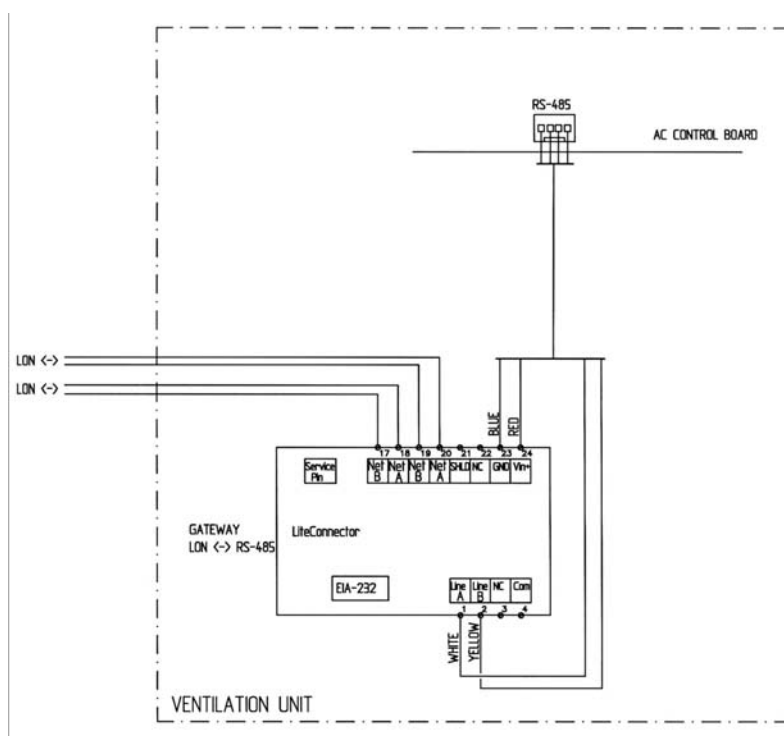 RS-485
AC CONTROL BOARD
LON <->
LON <->
BLUE
RED
17 18 19 20 21 22 23 24
Service Pin
Net B
Net A
Net B
Net A
SHLD
NC
GND
Vin+
GATEWAY
LON <-> RS-485
LiteConnector
EIA-232
Line A
Line B
NC
Com
1 2 3 4
WHITE
YELLOW
VENTILATION UNIT